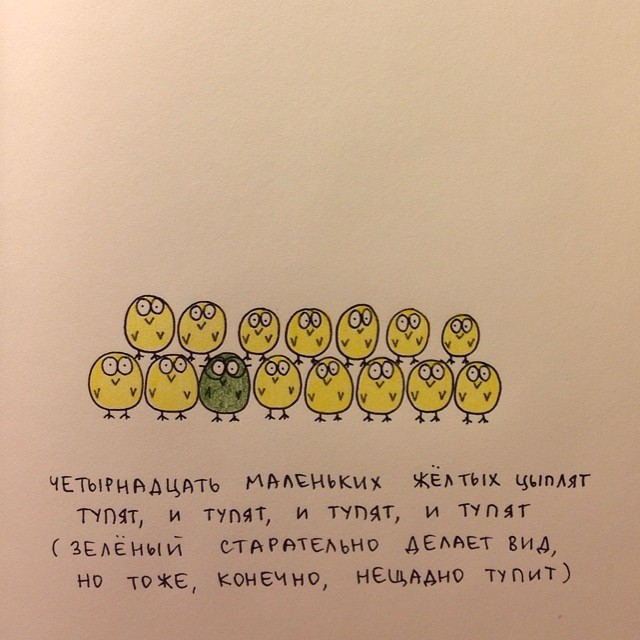 ЧЕТЫРНАДЦАТЬ МАЛЕНЬКИХ ЖЁЛТЫХ ЦЫПЛЯТ
ТУПЯТ, И ТУПЯТ, И ТУПЯТ, И ТУПЯТ
(ЗЕЛЁНЫЙ СТАРАТЕЛЬНО ДЕЛАЕТ ВИД,
НО ТОЖЕ, КОНЕЧНО, НЕЩАДНО ТУПИТ)